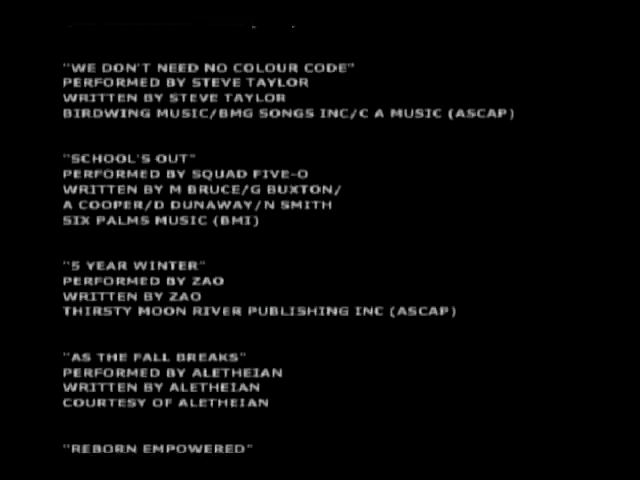 "WE DON'T NEED NO COLOUR CODE"
PERFORMED BY STEVE TAYLOR
WRITTEN BY STEVE TAYLOR
BIRDWING MUSIC/BMG SONGS INC/C A MUSIC (ASCAP)
"SCHOOL'S OUT"
PERFORMED BY SQUAD FIVE-O
WRITTEN BY M BRUCE/G BUXTON/
A COOPER/D DUNAWAY/N SMITH
SIX PALMS MUSIC (BMI)
"5 YEAR WINTER"
PERFORMED BY ZAO
WRITTEN BY ZAO
THIRSTY MOON RIVER PUBLISHING INC (ASCAP)
"AS THE FALL BREAKS"
PERFORMED BY ALETHEIAN
WRITTEN BY ALETHEIAN
COURTESY OF ALETHEIAN
"REBORN EMPOWERED"